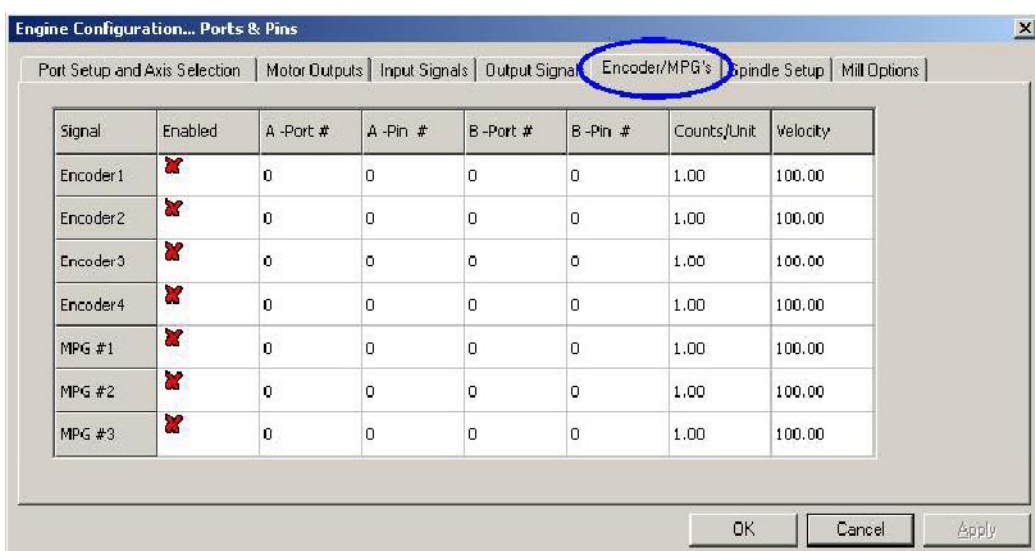 Engine Configuration... Ports & Pins
Port Setup and Axis Selection Motor Outputs Input Signals Output Signal Encoder/MPG's Spindle Setup Mill Options
Signal Enabled A -Port # A -Pin # B -Port # B -Pin # Counts/Unit Velocity
Encoder1 0 0 0 0 1.00 100.00
Encoder2 0 0 0 0 1.00 100.00
Encoder3 0 0 0 0 1.00 100.00
Encoder4 0 0 0 0 1.00 100.00
MPG #1 0 0 0 0 1.00 100.00
MPG #2 0 0 0 0 1.00 100.00
MPG #3 0 0 0 0 1.00 100.00
OK Cancel Apply